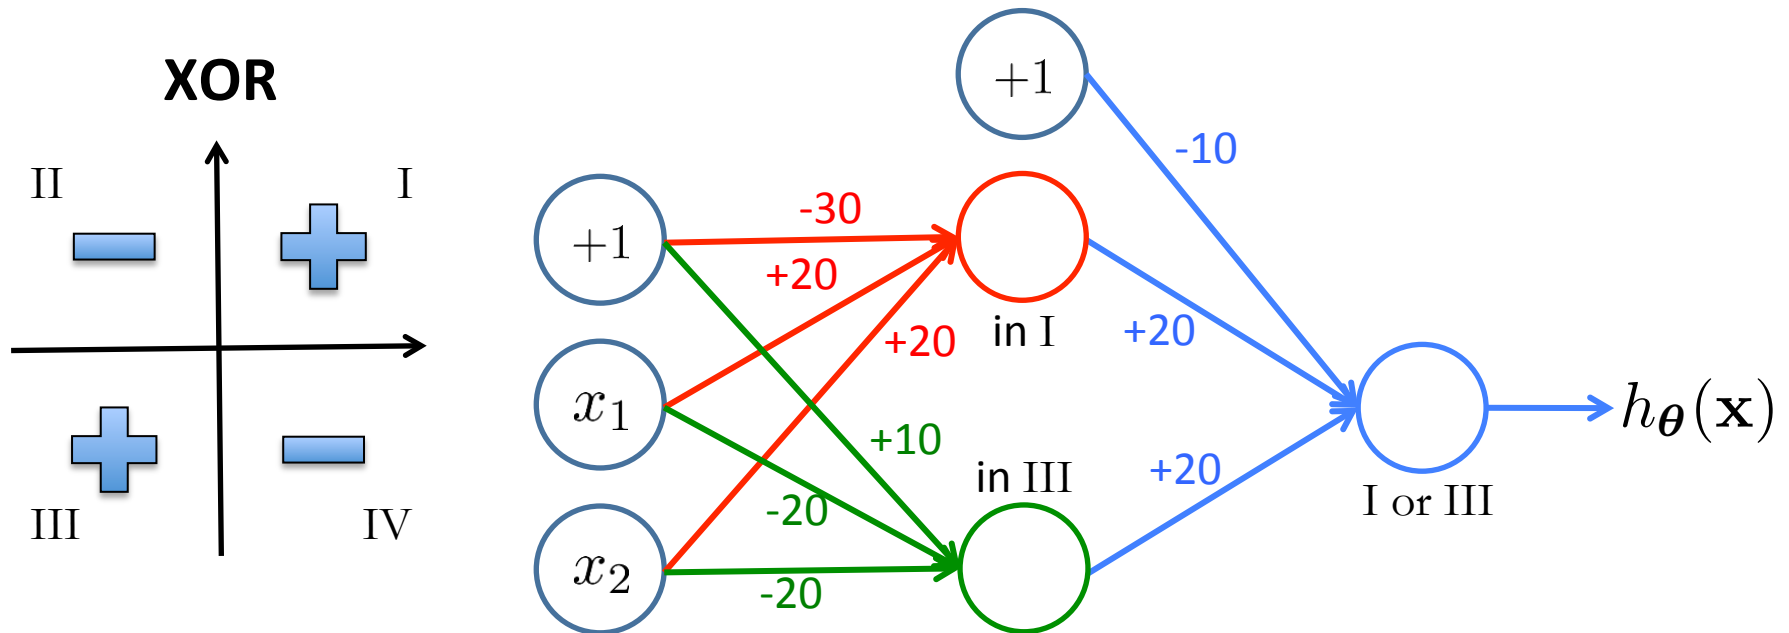 XOR
II
I
III
IV
+1
x₁
x₂
-30
+20
+20
+10
-20
-20
+1
in I
in III
-10
+20
+20
I or III
h_θ(x)